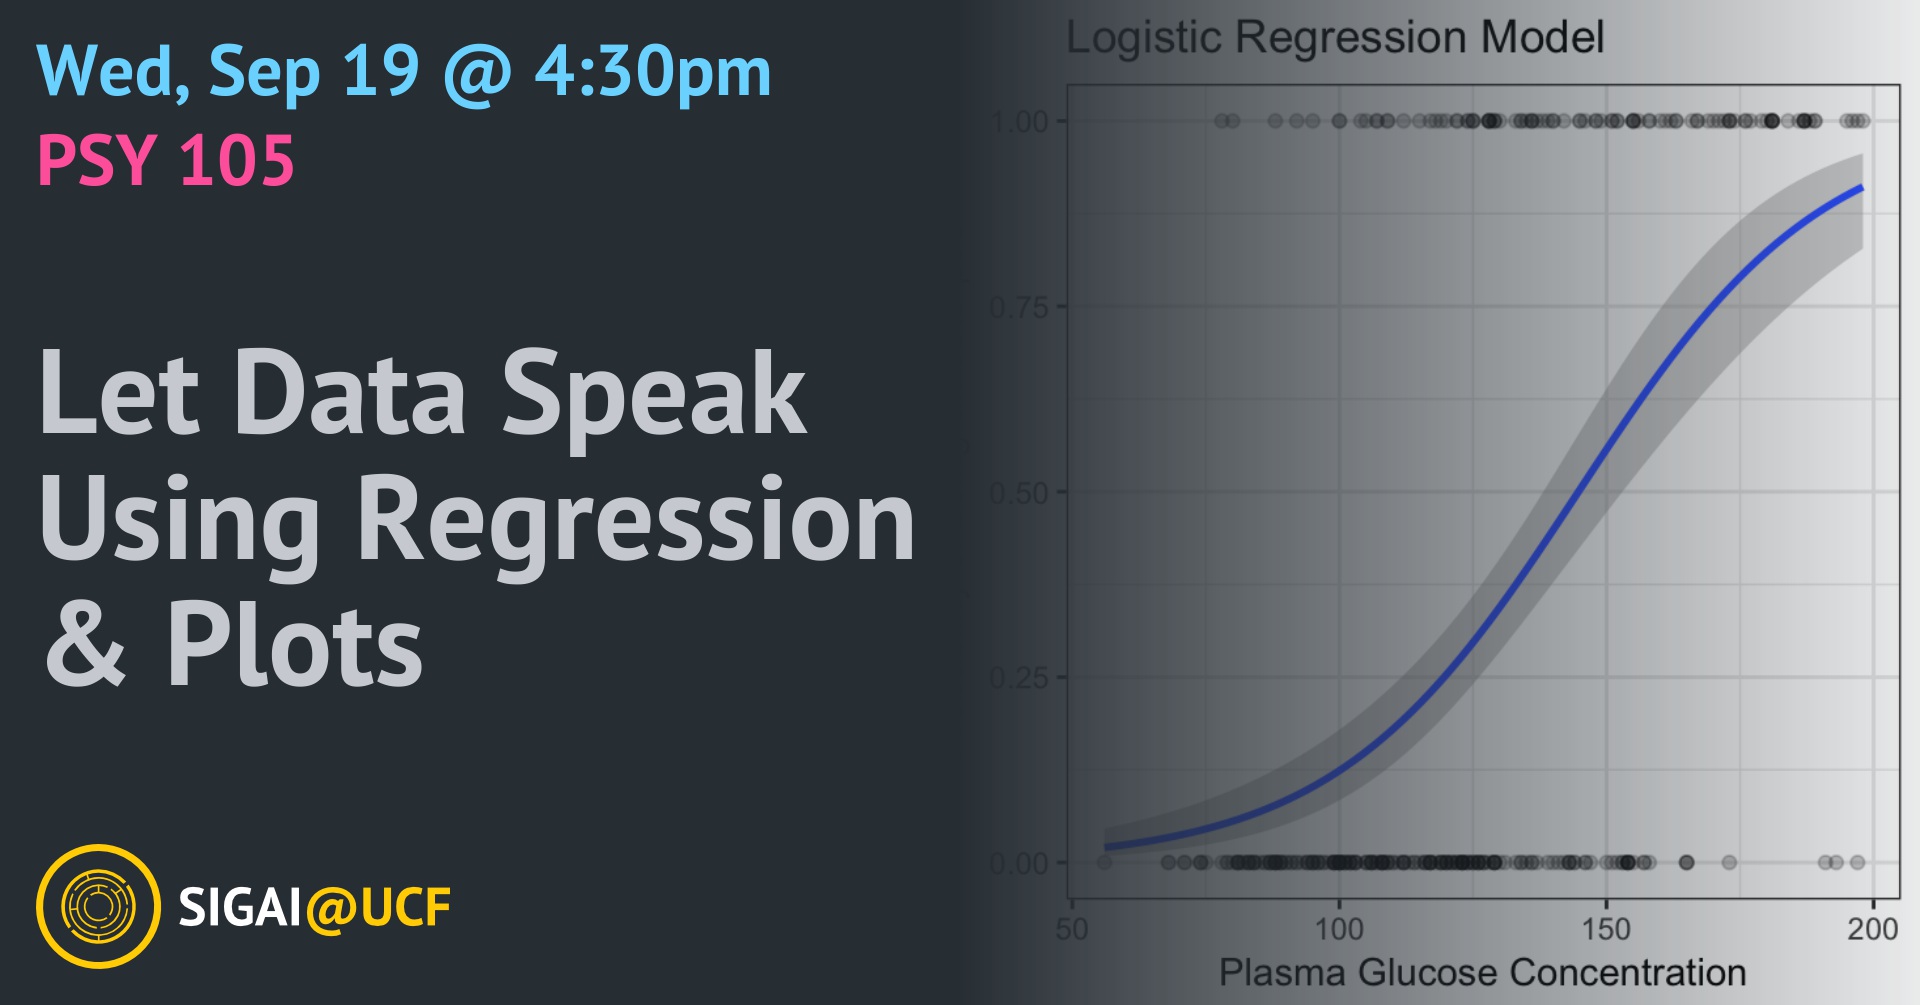 Wed, Sep 19 @ 4:30pm
PSY 105
Let Data Speak
Using Regression
& Plots
SIGAI@UCF
Logistic Regression Model
1.00
0.75
0.50
0.25
0.00
50 100 150 200
Plasma Glucose Concentration